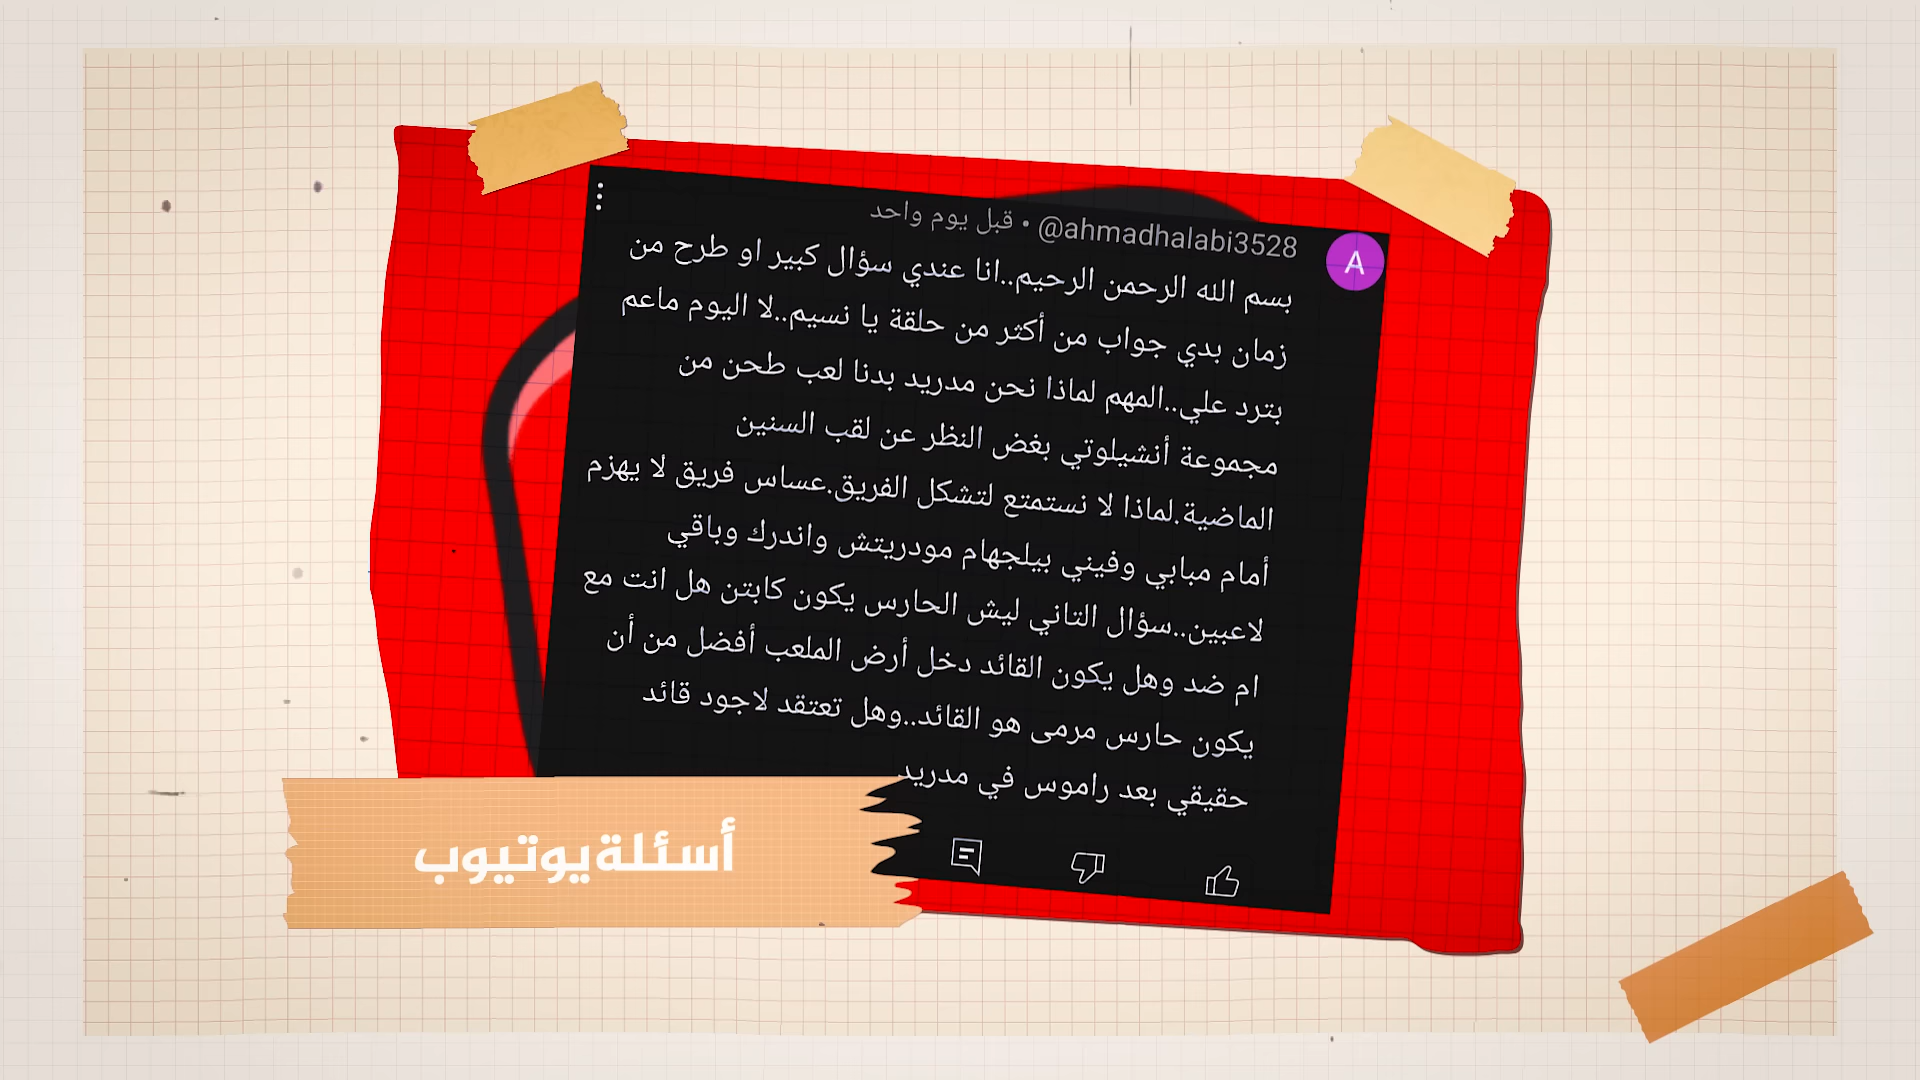 @ahmadhalabi3528 • قبل يوم واحد
A
بسم الله الرحمن الرحيم..انا عندي سؤال كبير او طرح من
زمان بدي جواب من أكثر من حلقة يا نسيم..لا اليوم ماعم
بترد علي..المهم لماذا نحن مدريد بدنا لعب طحن من
مجموعة أنشيلوتي بغض النظر عن لقب السنين
الماضية.لماذا لا نستمتع لتشكل الفريق.عساس فريق لا يهزم
أمام مبابي وفيني بيلجهام مودريتش واندرك وباقي
لاعبين..سؤال التاني ليش الحارس يكون كابتن هل انت مع
ام ضد وهل يكون القائد دخل أرض الملعب أفضل من أن
يكون حارس مرمى هو القائد..وهل تعتقد لاجود قائد
حقيقي بعد راموس في مدريد
أسئلة يوتيوب